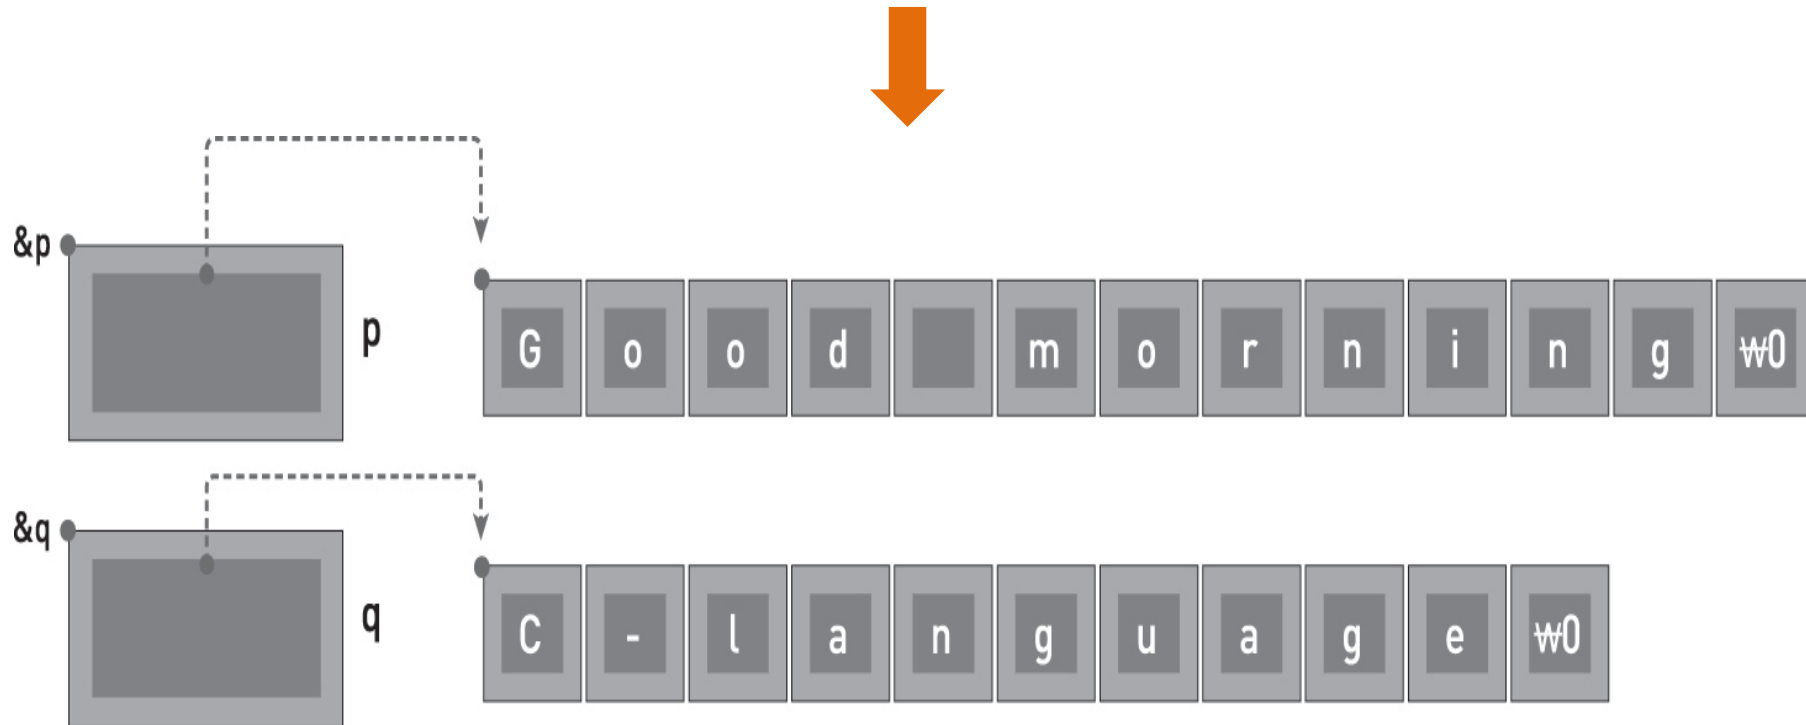 &p
p
G o o d m o r n i n g ₩0
&q
q
C - l a n g u a g e ₩0